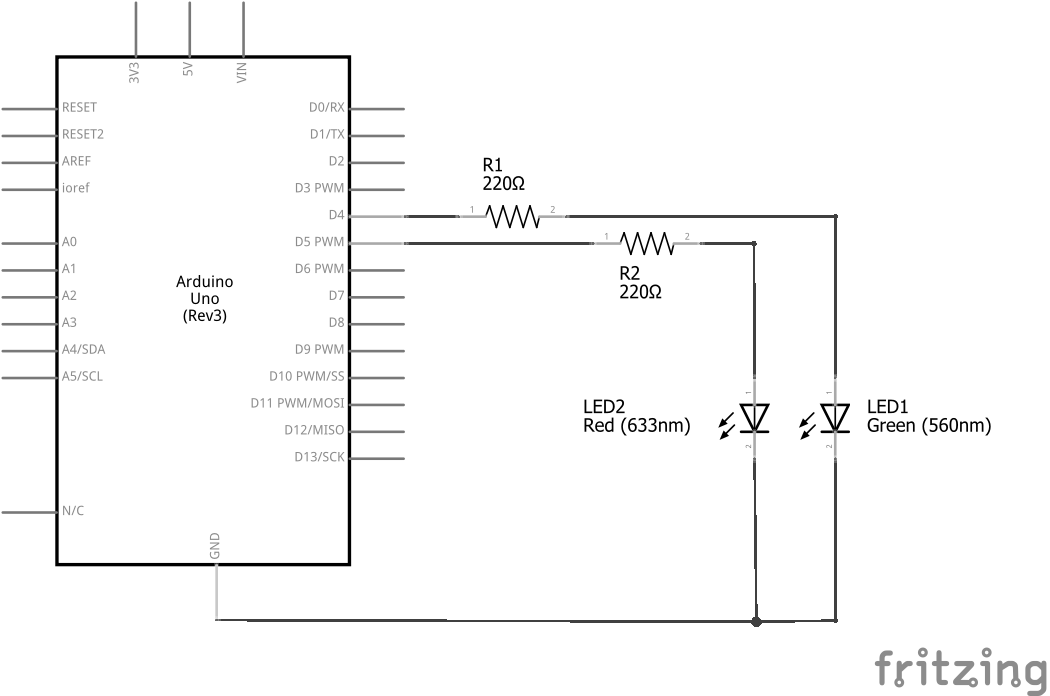 3V3
5V
VIN
RESET
RESET2
AREF
ioref
A0
A1
A2
A3
A4/SDA
A5/SCL
N/C
Arduino
Uno
(Rev3)
D0/RX
D1/TX
D2
D3 PWM
D4
D5 PWM
D6 PWM
D7
D8
D9 PWM
D10 PWM/SS
D11 PWM/MOSI
D12/MISO
D13/SCK
GND
R1
220Ω
1
2
1
2
R2
220Ω
LED2
Red (633nm)
1
2
1
2
LED1
Green (560nm)
fritzing